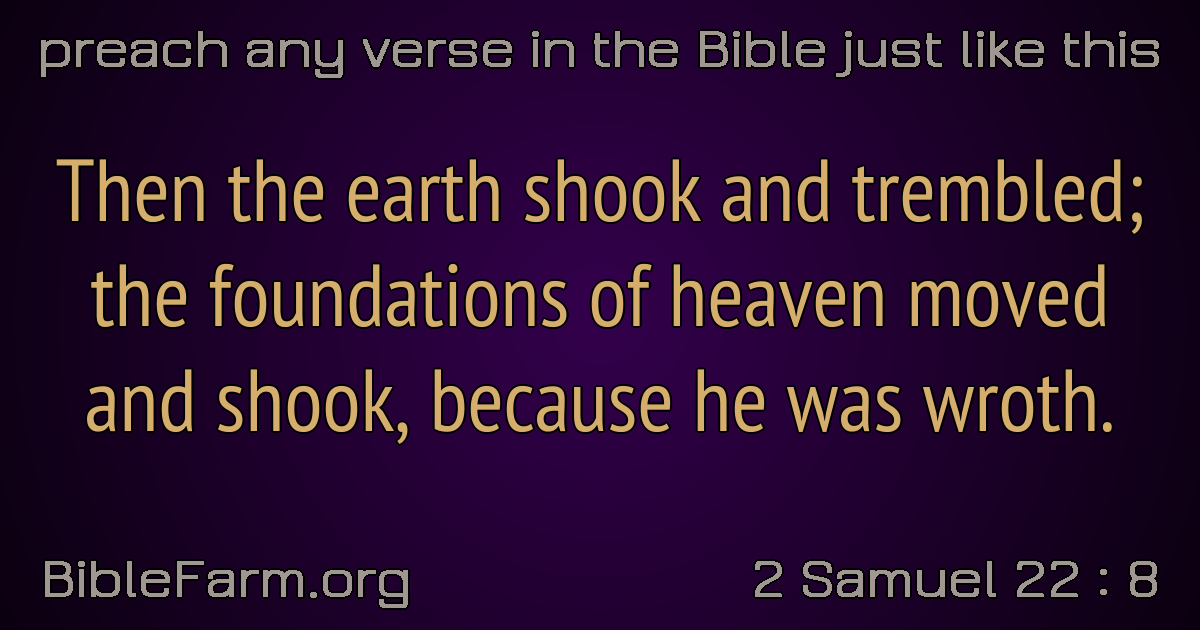 preach any verse in the Bible just like this
Then the earth shook and trembled;
the foundations of heaven moved
and shook, because he was wroth.
BibleFarm.org
2 Samuel 22 : 8